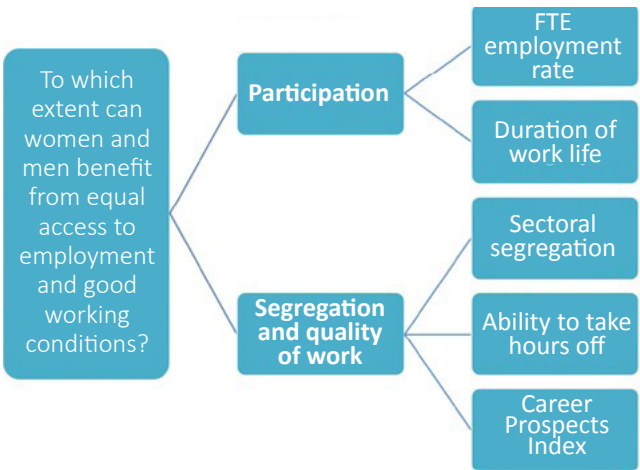 To which
extent can
women and
men benefit
from equal
access to
employment
and good
working
conditions?
Participation
FTE
employment
rate
Duration of
work life
Segregation
and quality
of work
Sectoral
segregation
Ability to take
hours off
Career
Prospects
Index